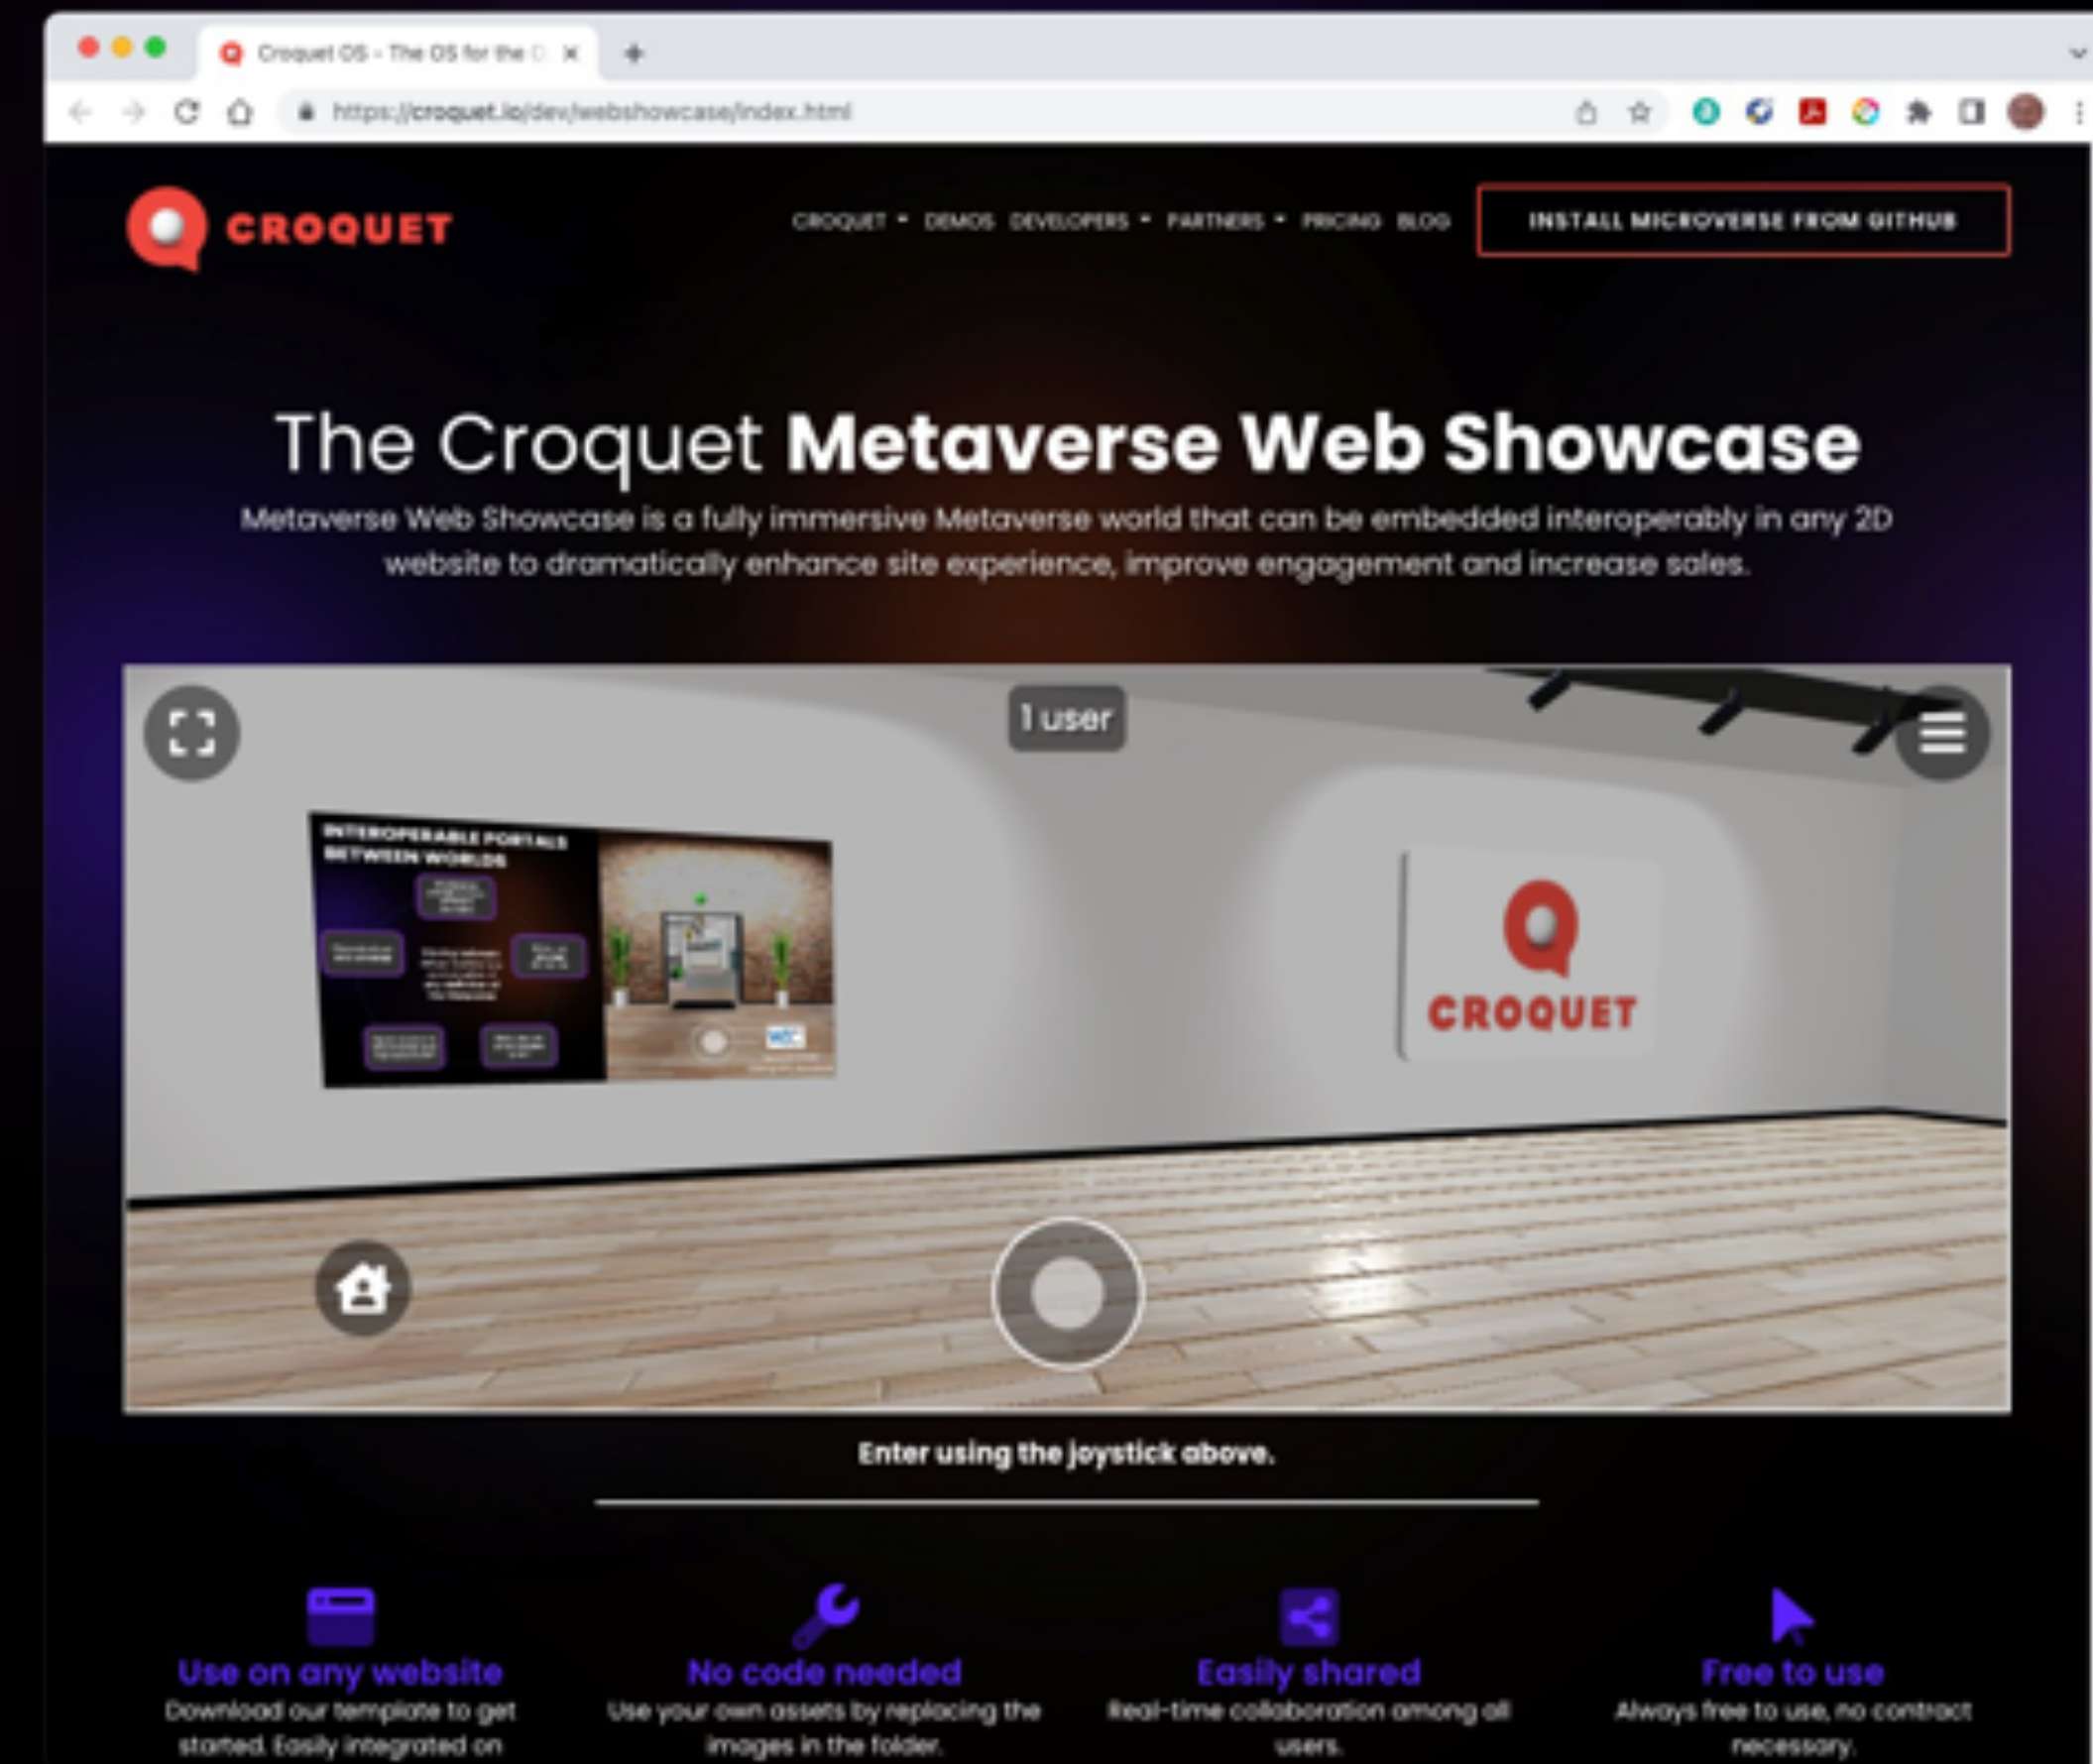 Croquet OS - The OS for the
https://croquet.io/dev/webshowcase/index.html
CROQUET
CROQUET DEMOS DEVELOPERS PARTNERS PRICING BLOG
INSTALL MICROVERSE FROM GITHUB
The Croquet Metaverse Web Showcase
Metaverse Web Showcase is a fully immersive Metaverse world that can be embedded interoperably in any 2D
website to dramatically enhance site experience, improve engagement and increase sales.
1 user
INTEROPERABLE PORTALS
BETWEEN WORLDS
CROQUET
Enter using the joystick above.
Use on any website
Download our template to get
started. Easily integrated on
No code needed
Use your own assets by replacing the
images in the folder.
Easily shared
Real-time collaboration among all
users.
Free to use
Always free to use, no contract
necessary.